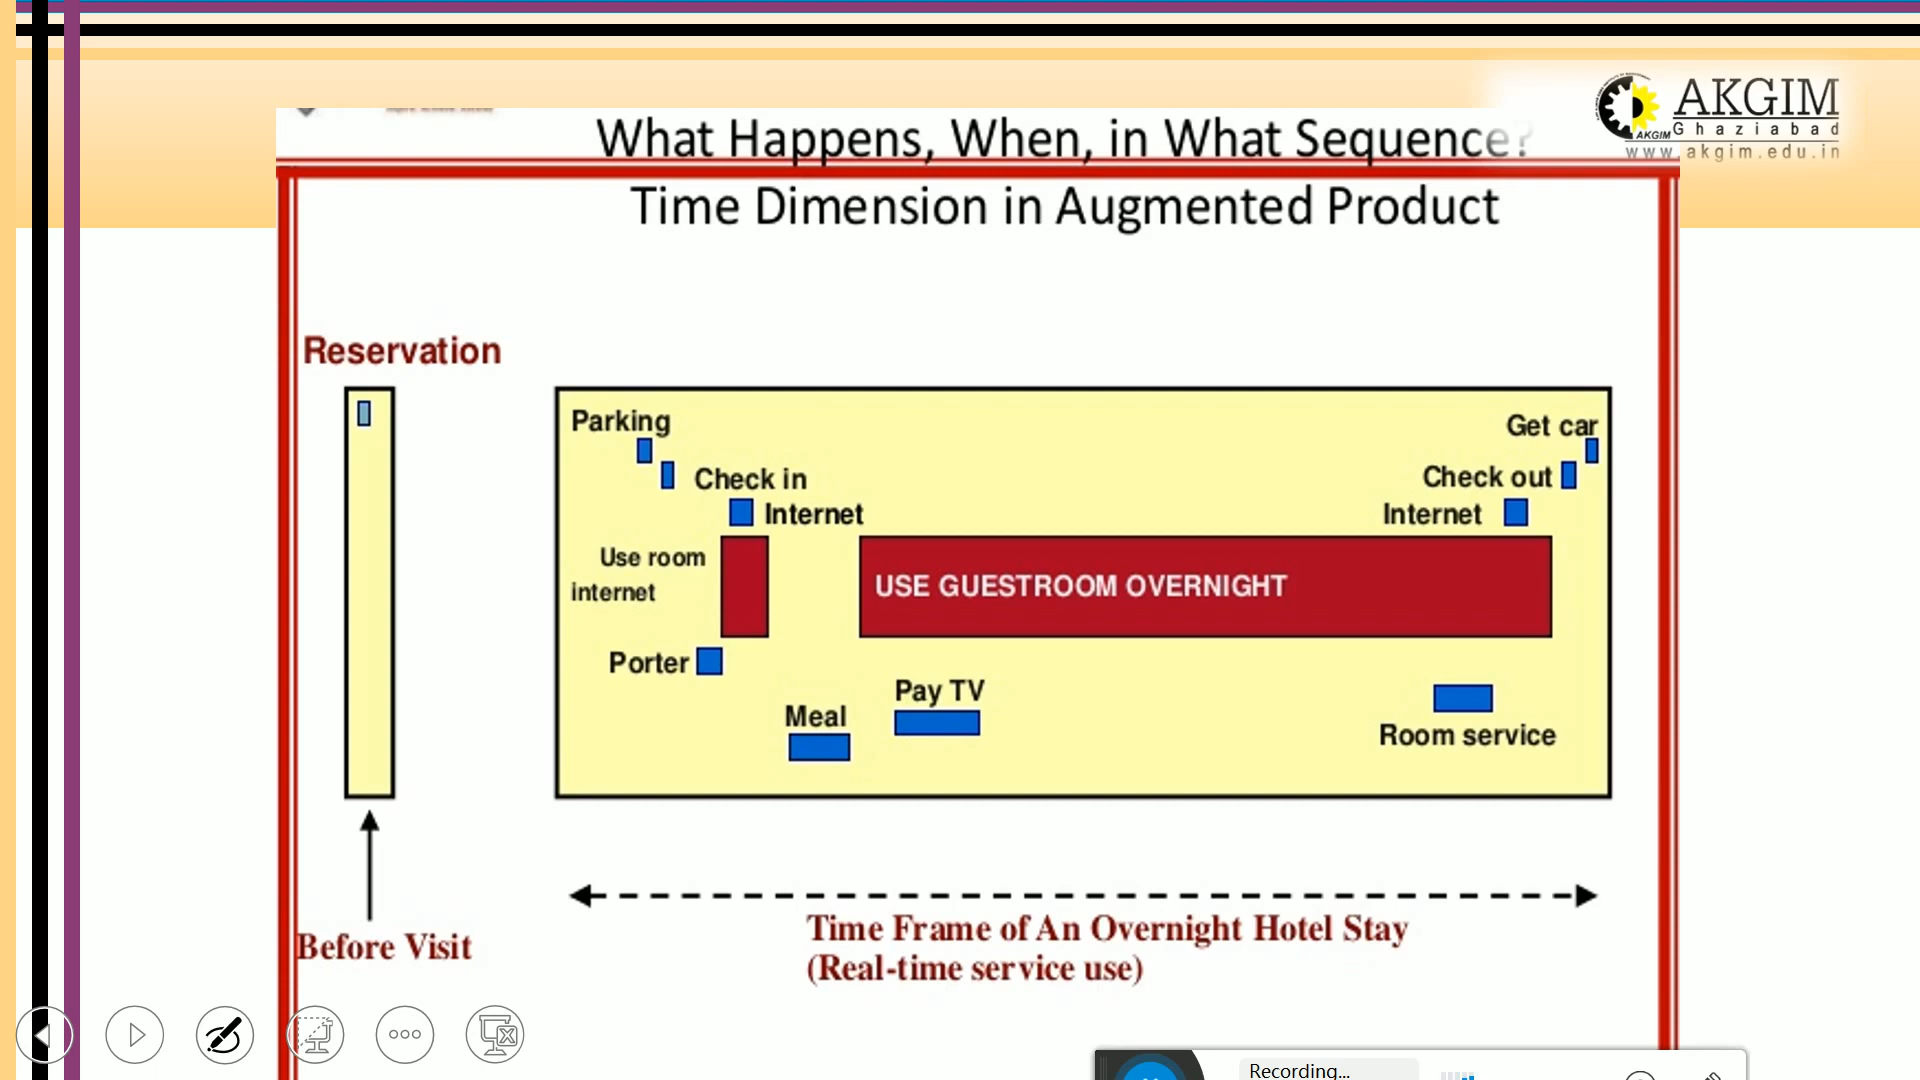 What Happens, When, in What Sequence?
Time Dimension in Augmented Product
AKGIM
Ghaziabad
AKGIM
www.akgim.edu.in
Reservation
Parking
Get car
Check in
Check out
Internet
Internet
Use room
internet
USE GUESTROOM OVERNIGHT
Porter
Pay TV
Meal
Room service
Before Visit
Time Frame of An Overnight Hotel Stay
(Real-time service use)
Recording...